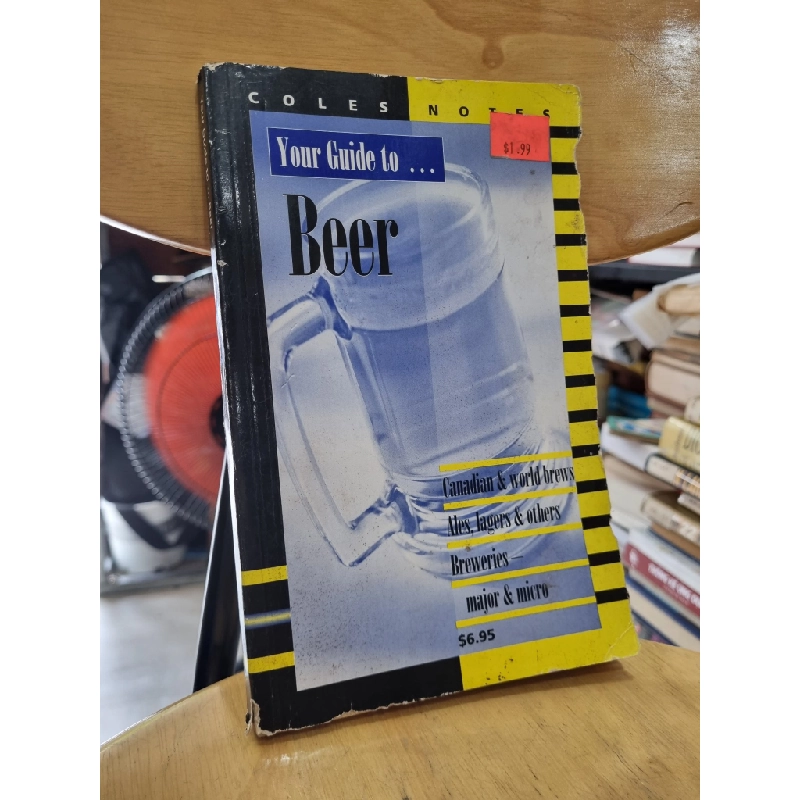 COLES NOTES
$1.99
Your Guide to ...
Beer
Canadian & world brews
Ales, lagers & others
Breweries —
major & micro
$6.95